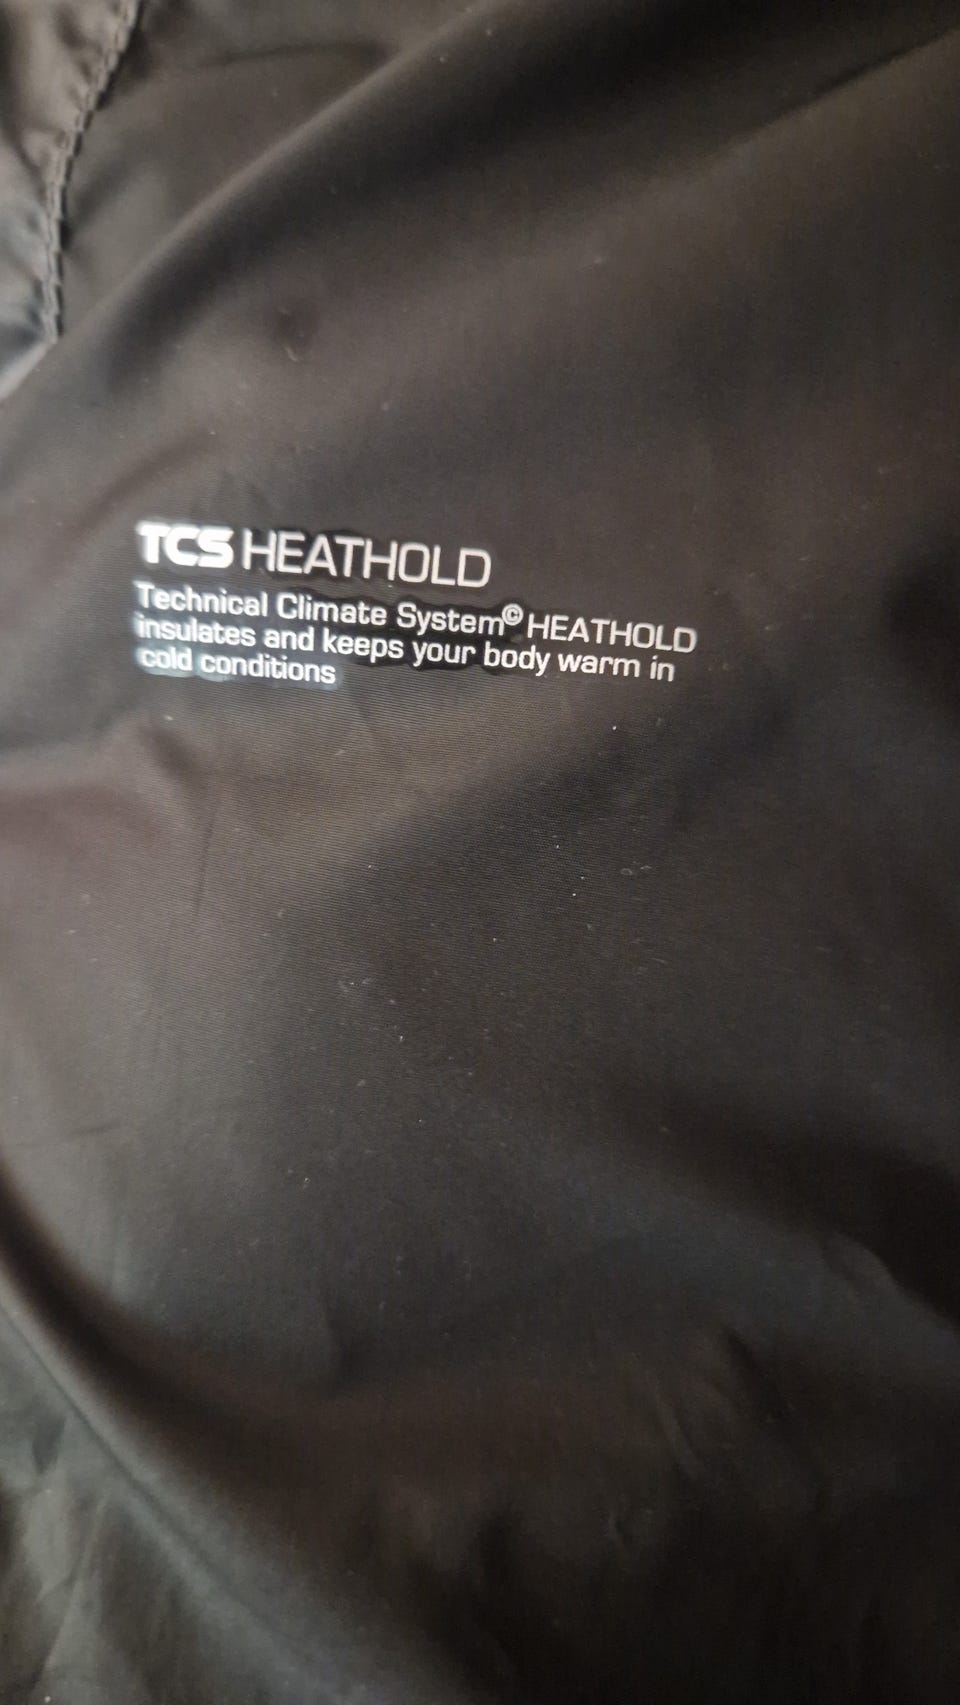 TCS HEATHOLD
Technical Climate System© HEATHOLD
insulates and keeps your body warm in
cold conditions